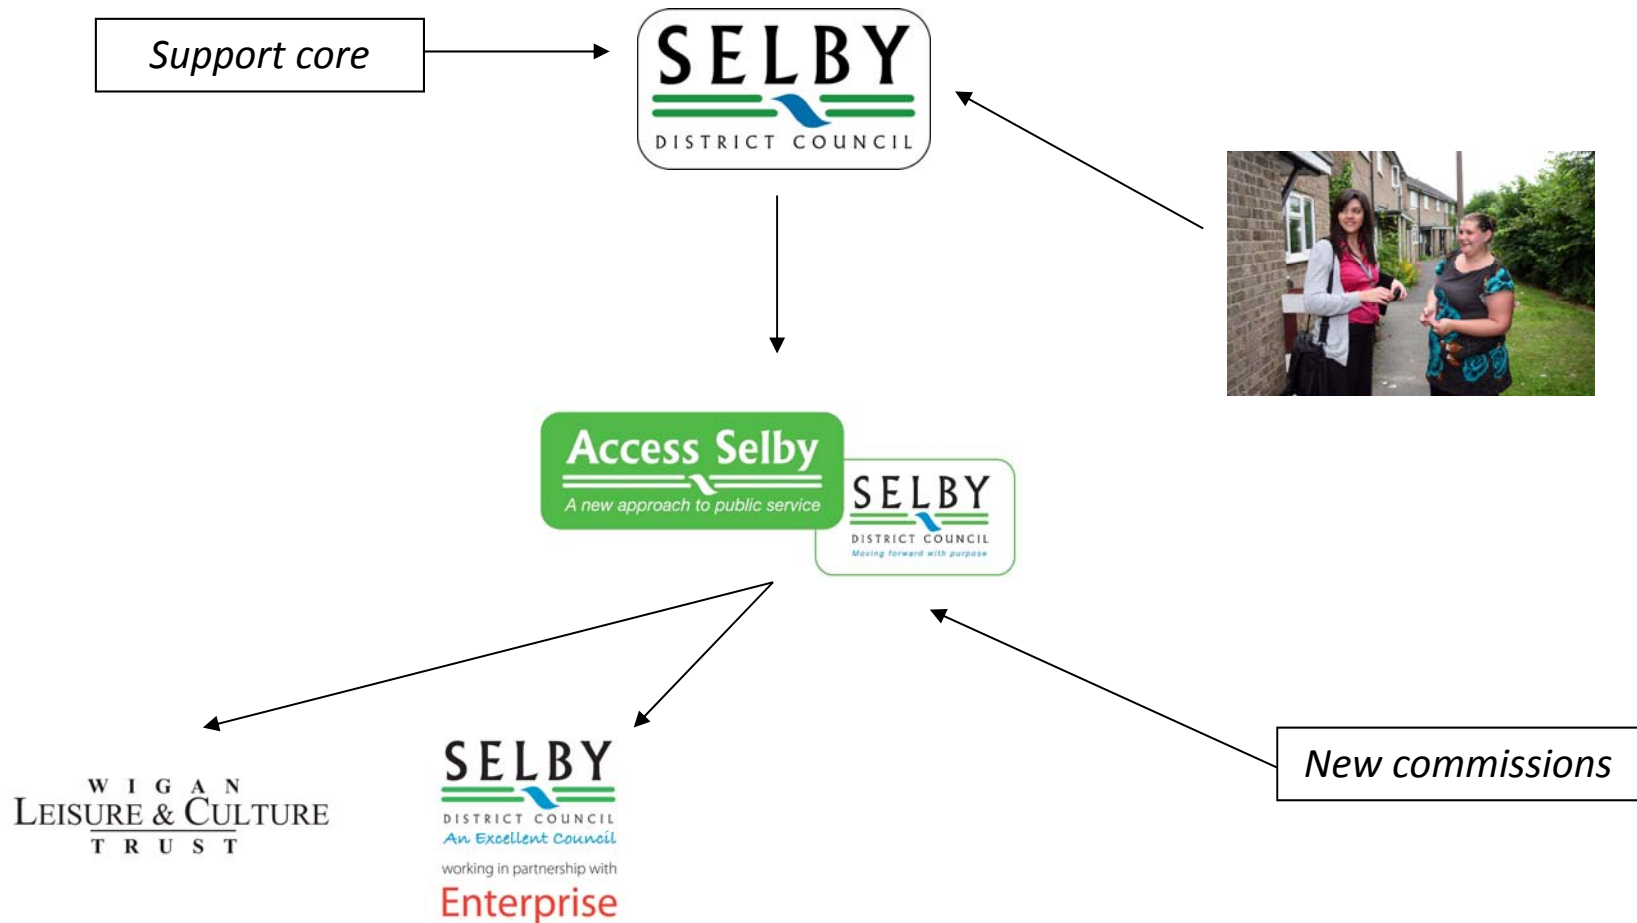 Support core
SELBY
DISTRICT COUNCIL
Access Selby
A new approach to public service
SELBY
DISTRICT COUNCIL
Moving forward with purpose
New commissions
WIGAN
LEISURE & CULTURE
TRUST
SELBY
DISTRICT COUNCIL
An Excellent Council
working in partnership with
Enterprise